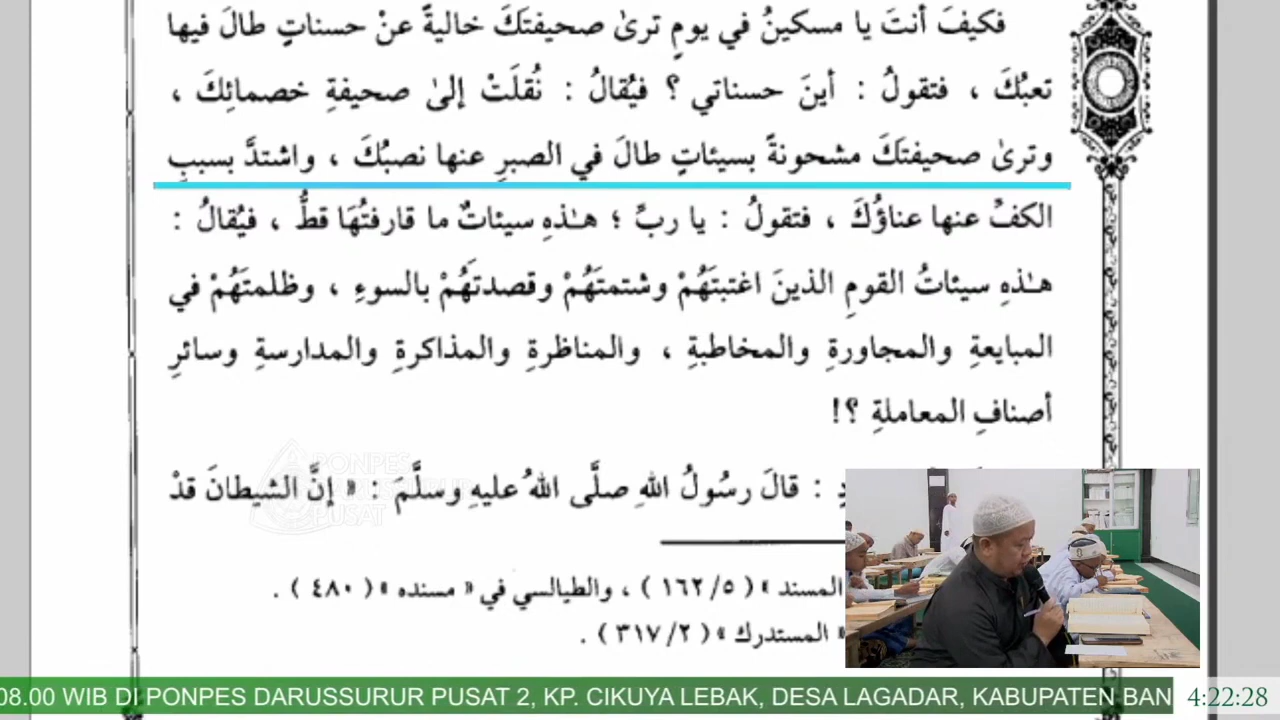 فكيفَ أنتَ يا مسكينُ في يومٍ ترىٰ صحيفتَكَ خاليةً عنْ حسناتٍ طالَ فيها
تعبُكَ ، فتقولُ : أينَ حسناتي ؟ فيُقالُ : نُقلَتْ إلىٰ صحيفةِ خصمائِكَ ،
وترىٰ صحيفتَكَ مشحونةً بسيئاتٍ طالَ في الصبرِ عنها نصبُكَ ، واشتدَّ بسببِ
الكفِّ عنها عناؤُكَ ، فتقولُ : يا ربِّ ؛ هـٰذهِ سيئاتٌ ما قارفتُهَا قطُّ ، فيُقالُ :
هـٰذهِ سيئاتُ القومِ الذينَ اغتبتَهُمْ وشتمتَهُمْ وقصدتَهُمْ بالسوءِ ، وظلمتَهُمْ في
المبايعةِ والمجاورةِ والمخاطبةِ ، والمناظرةِ والمذاكرةِ والمدارسةِ وسائرِ
أصنافِ المعاملةِ ؟!
: قالَ رسُولُ اللهِ صلَّى اللهُ عليهِ وسلَّمَ : « إنَّ الشيطانَ قدْ
PONPES
PUSAT
المسند » ( ١٦٢/٥ ) ، والطيالسي في « مسنده » ( ٤٨٠ ) .
« المستدرك » ( ٣١٧/٢ ) .
08.00 WIB DI PONPES DARUSSURUR PUSAT 2, KP. CIKUYA LEBAK, DESA LAGADAR, KABUPATEN BAN
4:22:28